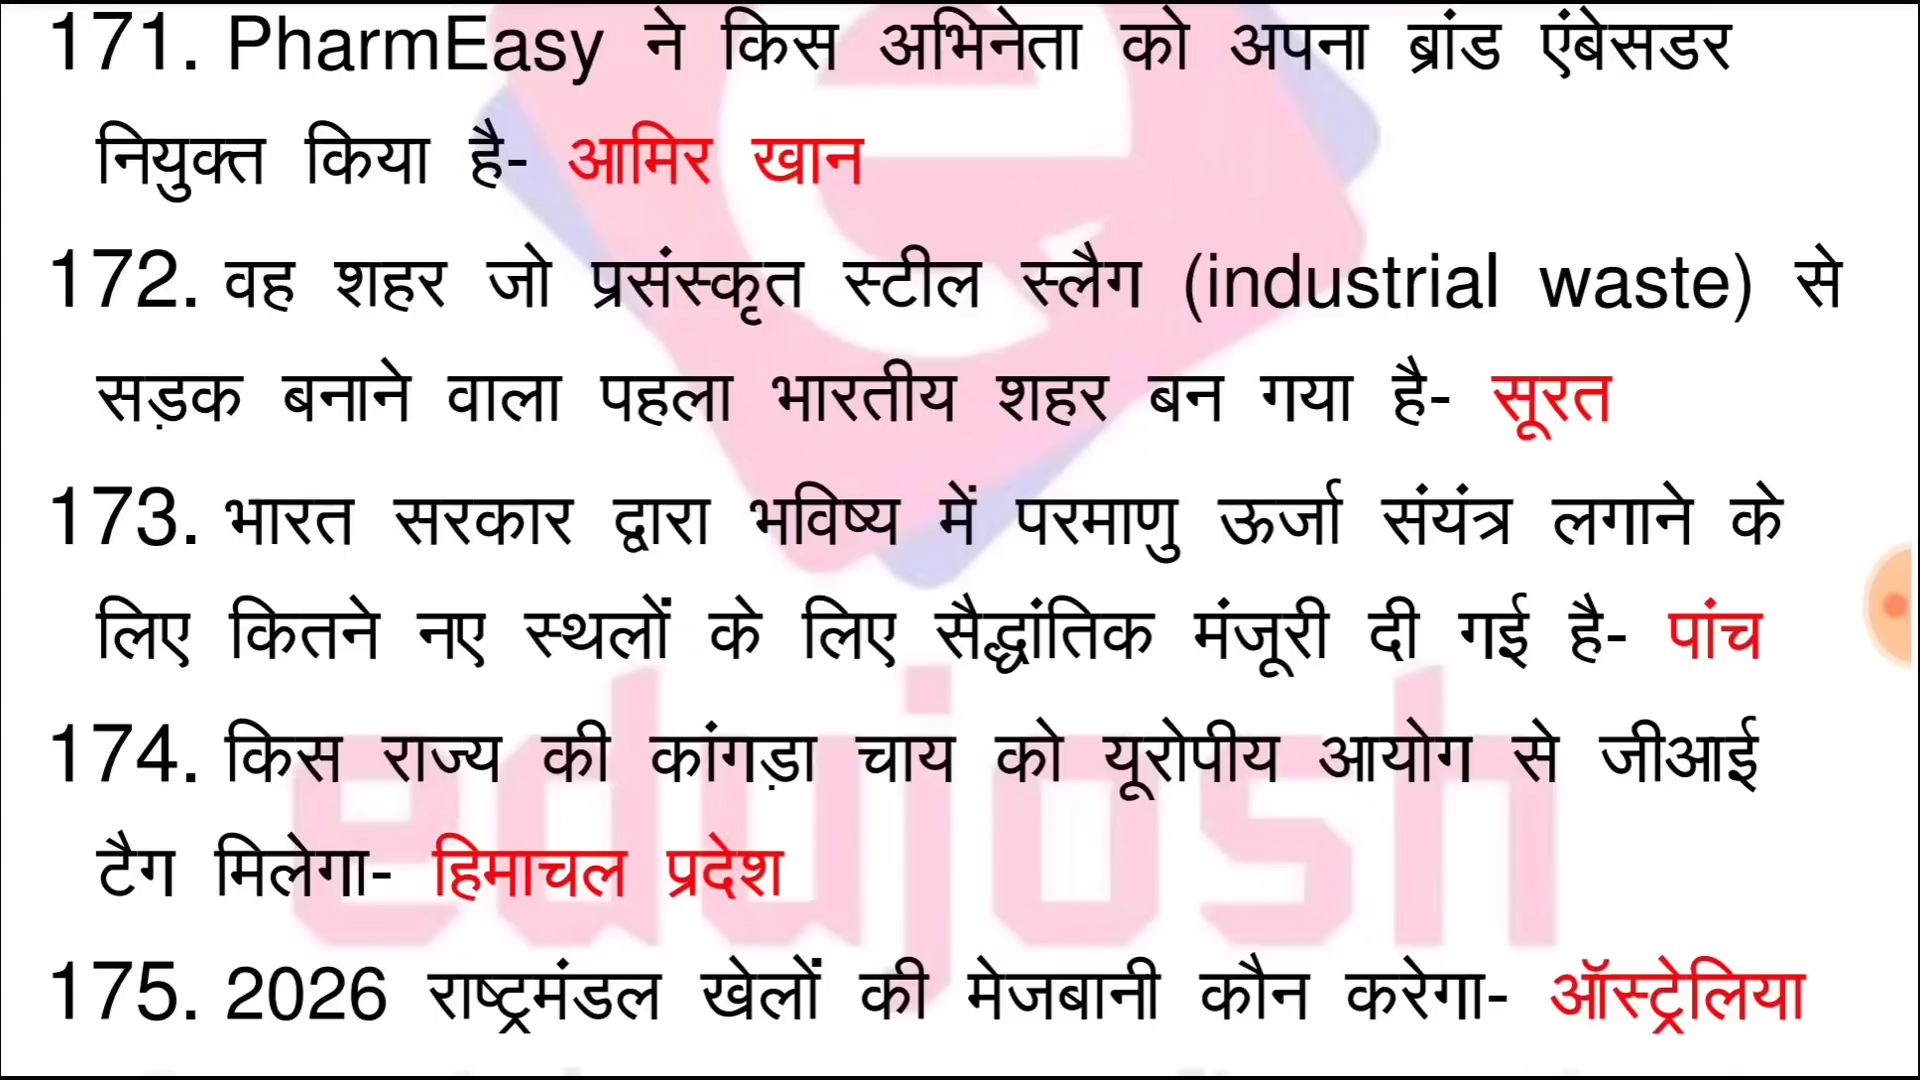 171. PharmEasy ने किस अभिनेता को अपना ब्रांड एंबेसडर
नियुक्त किया है- आमिर खान
172. वह शहर जो प्रसंस्कृत स्टील स्लैग (industrial waste) से
सड़क बनाने वाला पहला भारतीय शहर बन गया है- सूरत
173. भारत सरकार द्वारा भविष्य में परमाणु ऊर्जा संयंत्र लगाने के
लिए कितने नए स्थलों के लिए सैद्धांतिक मंजूरी दी गई है- पांच
174. किस राज्य की कांगड़ा चाय को यूरोपीय आयोग से जीआई
टैग मिलेगा- हिमाचल प्रदेश
175. 2026 राष्ट्रमंडल खेलों की मेजबानी कौन करेगा- ऑस्ट्रेलिया
edujosh